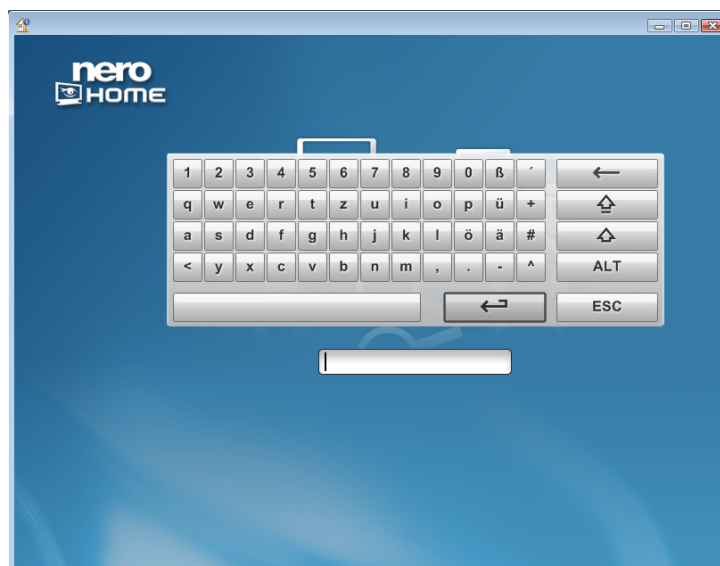 nero
HOME
1 2 3 4 5 6 7 8 9 0 ß ´
q w e r t z u i o p ü +
a s d f g h j k l ö ä #
< y x c v b n m , . - ^ ALT
ESC